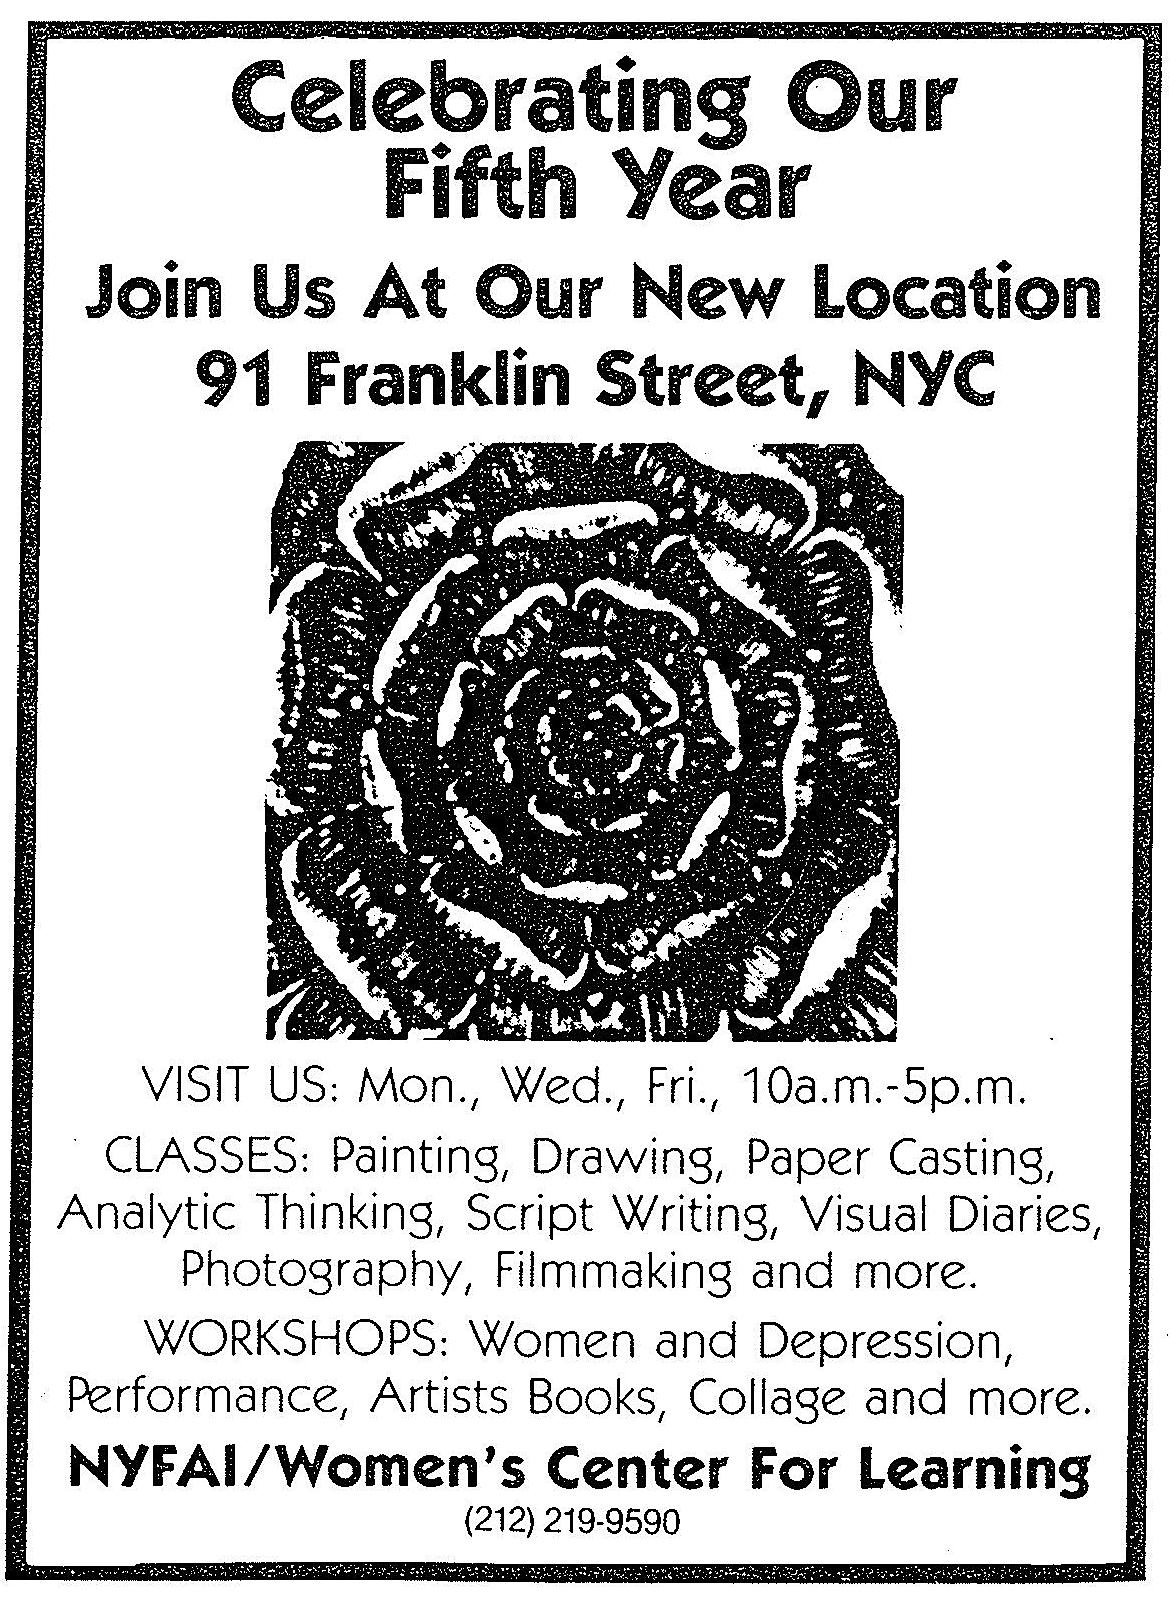 Celebrating Our
Fifth Year
Join Us At Our New Location
91 Franklin Street, NYC
VISIT US: Mon., Wed., Fri., 10a.m.-5p.m.
CLASSES: Painting, Drawing, Paper Casting,
Analytic Thinking, Script Writing, Visual Diaries,
Photography, Filmmaking and more.
WORKSHOPS: Women and Depression,
Performance, Artists Books, Collage and more.
NYFAI/Women's Center For Learning
(212) 219-9590